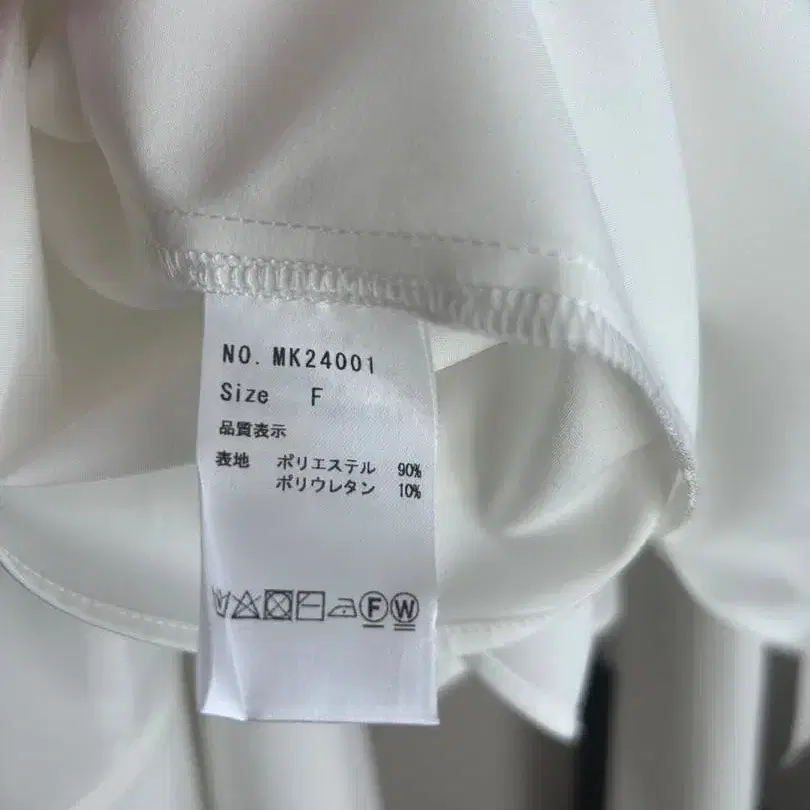 NO. MK24001
Size F
品質表示
表地 ポリエステル 90%
ポリウレタン 10%
F W